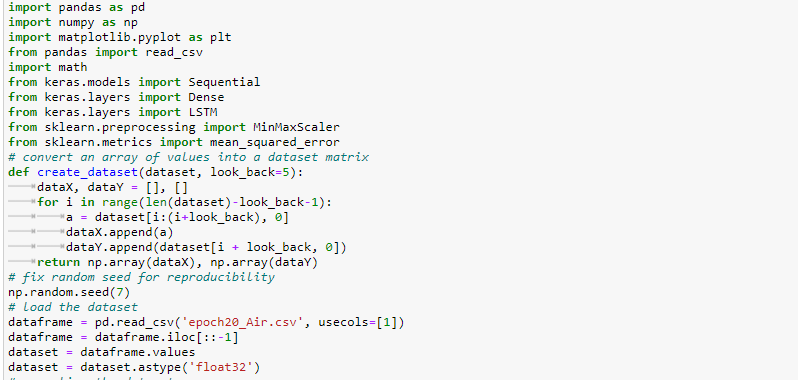 import pandas as pd
import numpy as np
import matplotlib.pyplot as plt
from pandas import read_csv
import math
from keras.models import Sequential
from keras.layers import Dense
from keras.layers import LSTM
from sklearn.preprocessing import MinMaxScaler
from sklearn.metrics import mean_squared_error
# convert an array of values into a dataset matrix
def create_dataset(dataset, look_back=5):
dataX, dataY = [], []
for i in range(len(dataset)-look_back-1):
a = dataset[i:(i+look_back), 0]
dataX.append(a)
dataY.append(dataset[i + look_back, 0])
return np.array(dataX), np.array(dataY)
# fix random seed for reproducibility
np.random.seed(7)
# load the dataset
dataframe = pd.read_csv('epoch20_Air.csv', usecols=[1])
dataframe = dataframe.iloc[::-1]
dataset = dataframe.values
dataset = dataset.astype('float32')